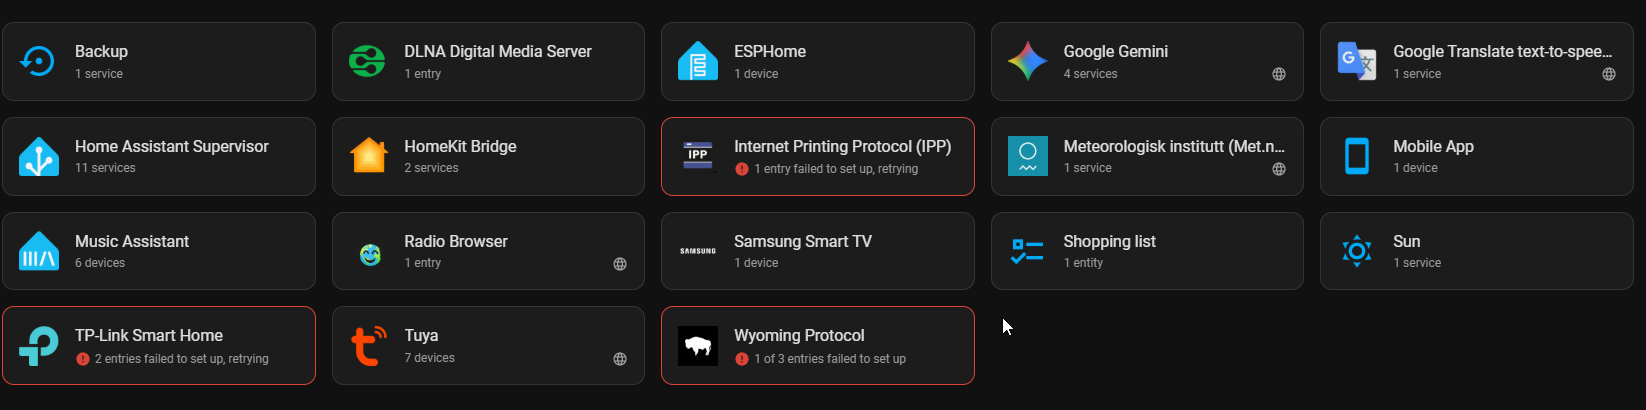 Backup
1 service
DLNA Digital Media Server
1 entry
ESPHome
1 device
Google Gemini
4 services
G
文
Google Translate text-to-spee...
1 service
Home Assistant Supervisor
11 services
HomeKit Bridge
2 services
IPP
Internet Printing Protocol (IPP)
1 entry failed to set up, retrying
Meteorologisk institutt (Met.n...
1 service
Mobile App
1 device
Music Assistant
6 devices
Radio Browser
1 entry
SAMSUNG
Samsung Smart TV
1 device
Shopping list
1 entity
Sun
1 service
TP-Link Smart Home
2 entries failed to set up, retrying
Tuya
7 devices
Wyoming Protocol
1 of 3 entries failed to set up